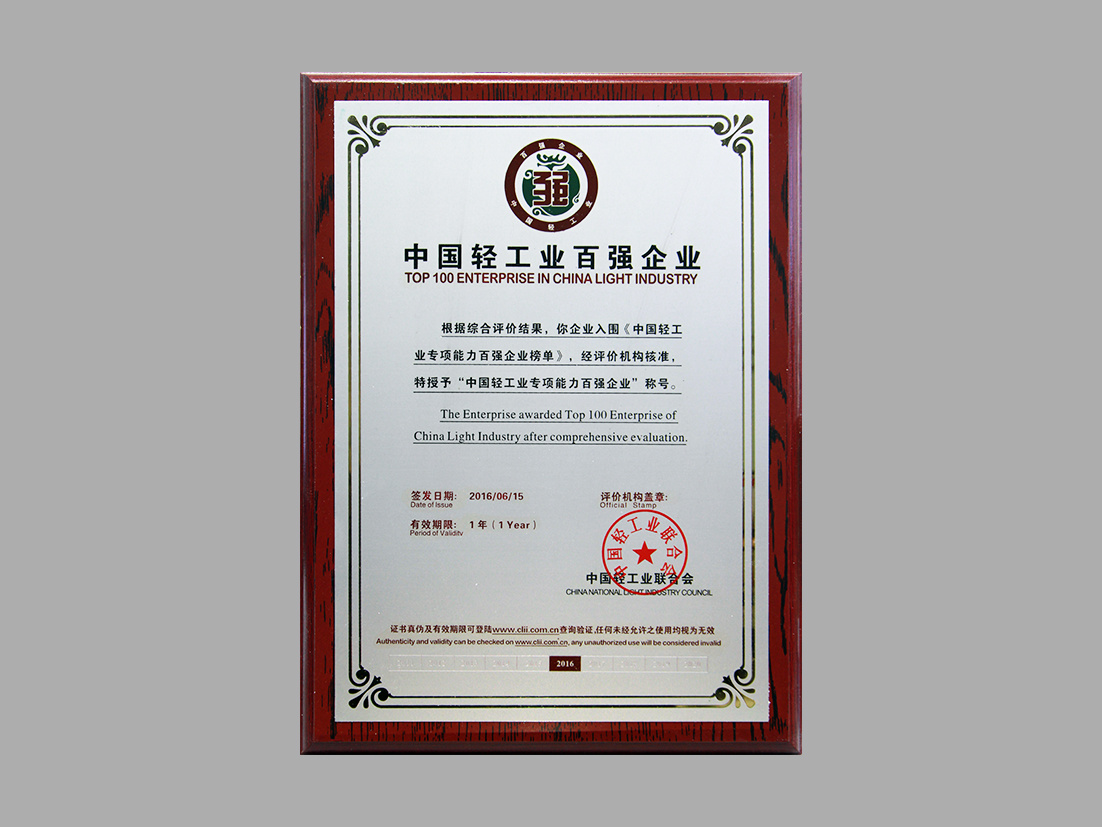 百强企业
强
中国轻工业
中国轻工业百强企业
TOP 100 ENTERPRISE IN CHINA LIGHT INDUSTRY
根据综合评价结果，你企业入围《中国轻工
业专项能力百强企业榜单》，经评价机构核准，
特授予“中国轻工业专项能力百强企业”称号。
The Enterprise awarded Top 100 Enterprise of
China Light Industry after comprehensive evaluation.
签发日期: 2016/06/15
Date of Issue
有效期限: 1 年（1 Year）
Period of Validity
评价机构盖章:
Official Stamp
中国轻工业联合会
中国轻工业联合会
CHINA NATIONAL LIGHT INDUSTRY COUNCIL
证书真伪及有效期限可登陆www.clii.com.cn查询验证,任何未经允许之使用均视为无效
Authenticity and validity can be checked on www.clii.com.cn, any unauthorized use will be considered invalid
2016